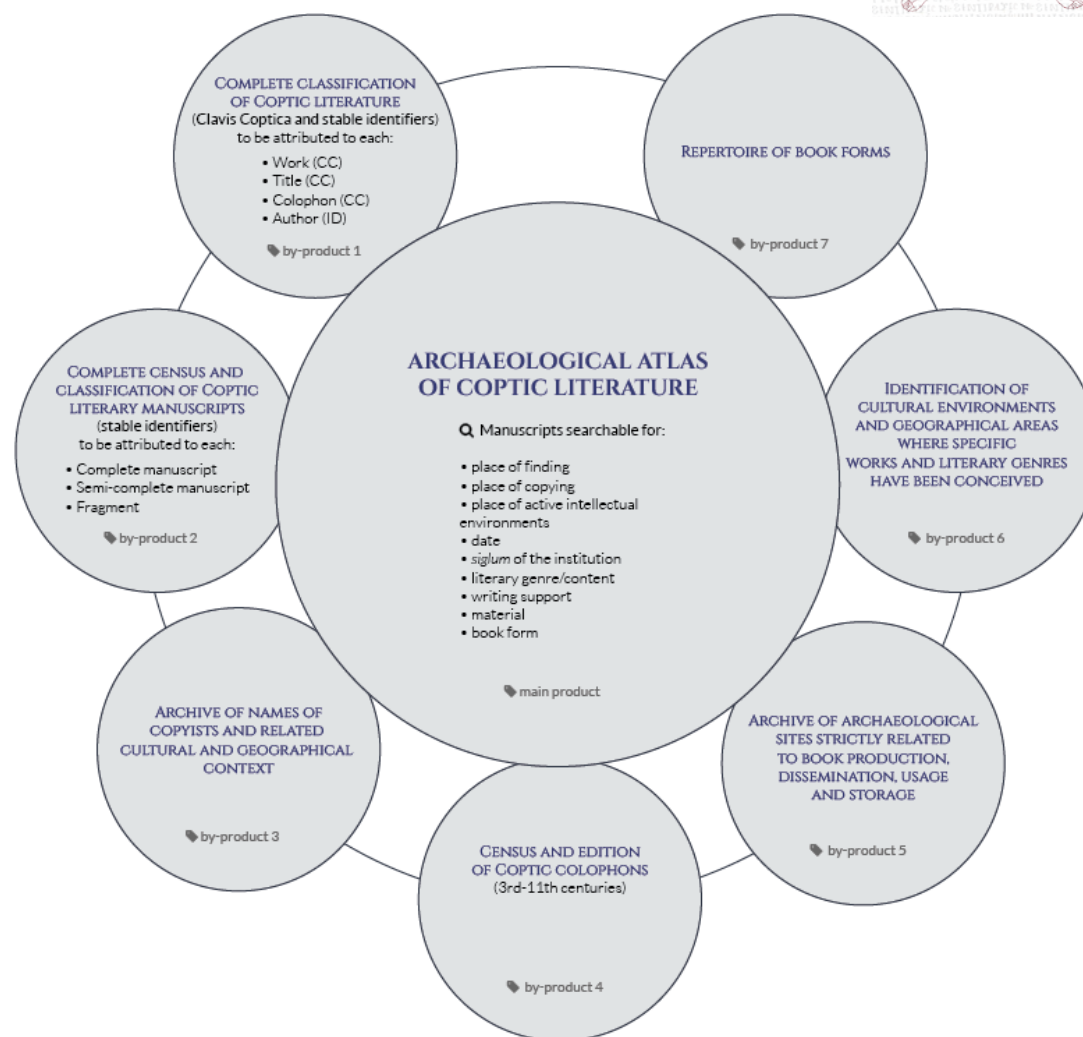 COMPLETE CLASSIFICATION
OF COPTIC LITERATURE
(Clavis Coptica and stable identifiers)
to be attributed to each:
• Work (CC)
• Title (CC)
• Colophon (CC)
• Author (ID)
by-product 1
REPERTOIRE OF BOOK FORMS
by-product 7
COMPLETE CENSUS AND
CLASSIFICATION OF COPTIC
LITERARY MANUSCRIPTS
(stable identifiers)
to be attributed to each:
• Complete manuscript
• Semi-complete manuscript
• Fragment
by-product 2
ARCHAEOLOGICAL ATLAS
OF COPTIC LITERATURE
Manuscripts searchable for:
• place of finding
• place of copying
• place of active intellectual
environments
• date
• siglum of the institution
• literary genre/content
• writing support
• material
• book form
main product
IDENTIFICATION OF
CULTURAL ENVIRONMENTS
AND GEOGRAPHICAL AREAS
WHERE SPECIFIC
WORKS AND LITERARY GENRES
HAVE BEEN CONCEIVED
by-product 6
ARCHIVE OF NAMES OF
COPYISTS AND RELATED
CULTURAL AND GEOGRAPHICAL
CONTEXT
by-product 3
CENSUS AND EDITION
OF COPTIC COLOPHONS
(3rd-11th centuries)
by-product 4
ARCHIVE OF ARCHAEOLOGICAL
SITES STRICTLY RELATED
TO BOOK PRODUCTION,
DISSEMINATION, USAGE
AND STORAGE
by-product 5